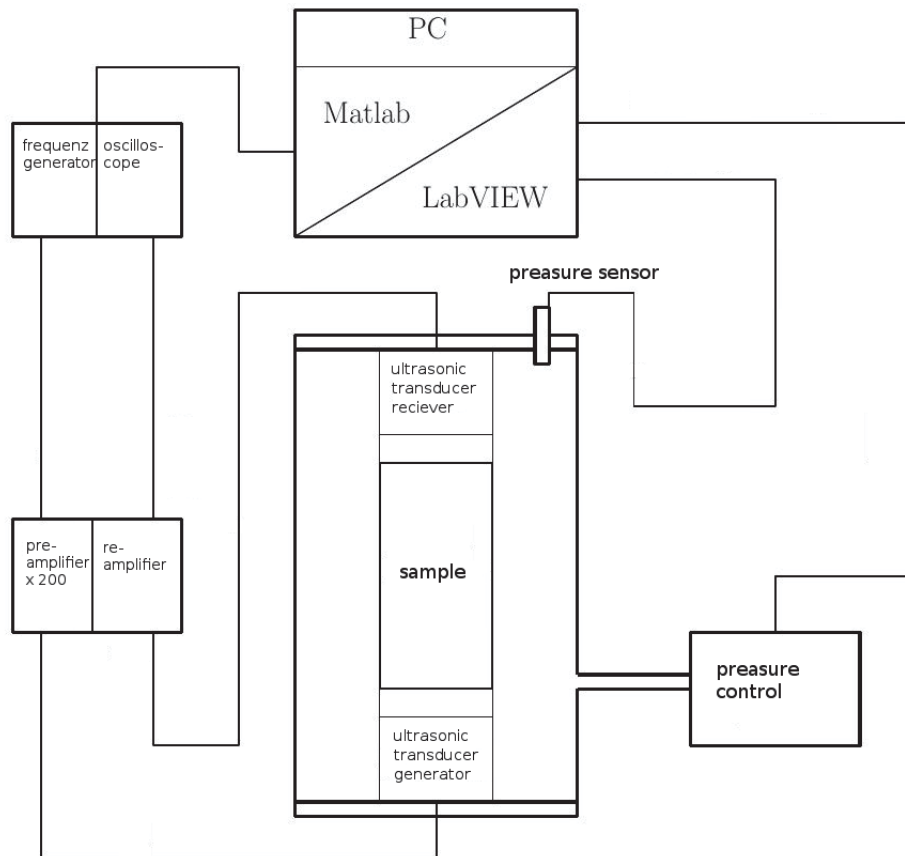 PC
Matlab
LabVIEW
frequenz
generator
oscillos-
cope
preasure sensor
ultrasonic
transducer
reciever
pre-
amplifier
x 200
re-
amplifier
sample
preasure
control
ultrasonic
transducer
generator